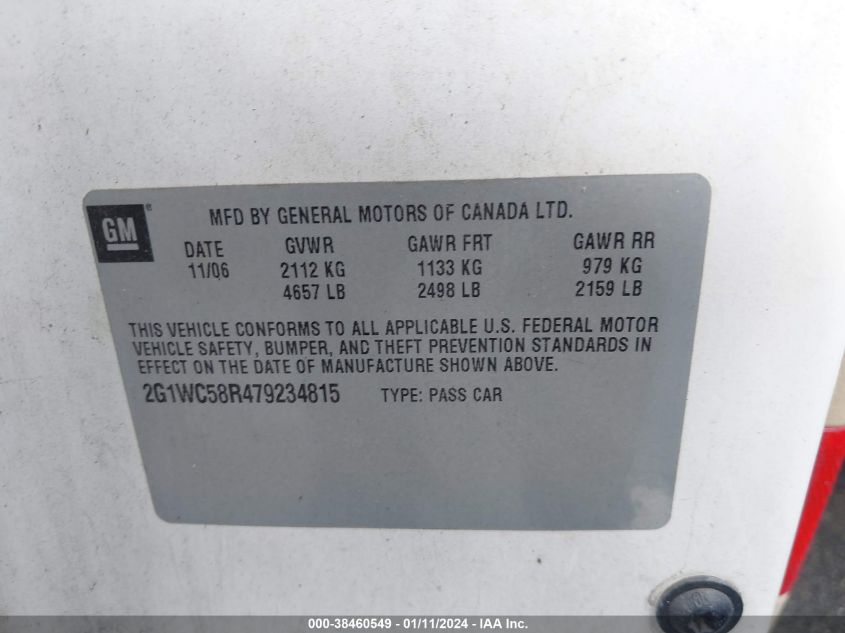 GM®
MFD BY GENERAL MOTORS OF CANADA LTD.
DATE GVWR GAWR FRT GAWR RR
11/06 2112 KG 1133 KG 979 KG
4657 LB 2498 LB 2159 LB
THIS VEHICLE CONFORMS TO ALL APPLICABLE U.S. FEDERAL MOTOR
VEHICLE SAFETY, BUMPER, AND THEFT PREVENTION STANDARDS IN
EFFECT ON THE DATE OF MANUFACTURE SHOWN ABOVE.
2G1WC58R479234815 TYPE: PASS CAR
000-38460549 - 01/11/2024 - IAA Inc.